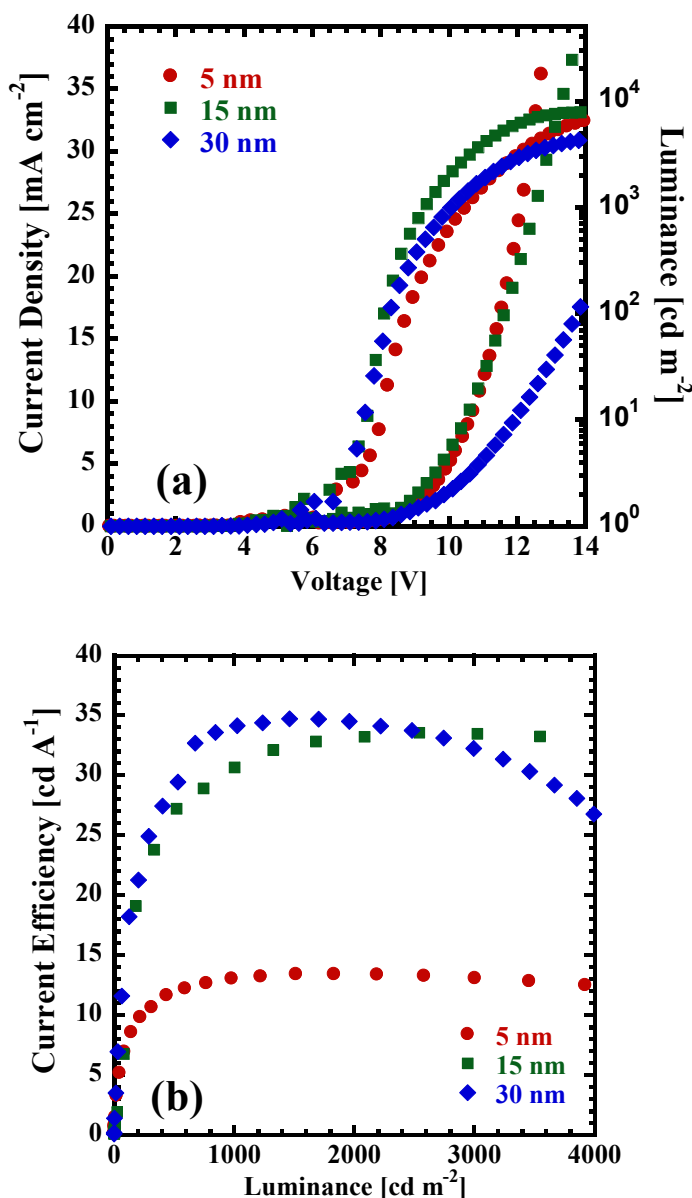 40
35
30
25
20
15
10
5
0
Current Density [mA cm-2]
5 nm
15 nm
30 nm
(a)
10^4
10^3
10^2
10^1
10^0
Luminance [cd m-2]
0 2 4 6 8 10 12 14
Voltage [V]
40
35
30
25
20
15
10
5
0
Current Efficiency [cd A-1]
(b)
5 nm
15 nm
30 nm
0 1000 2000 3000 4000
Luminance [cd m-2]